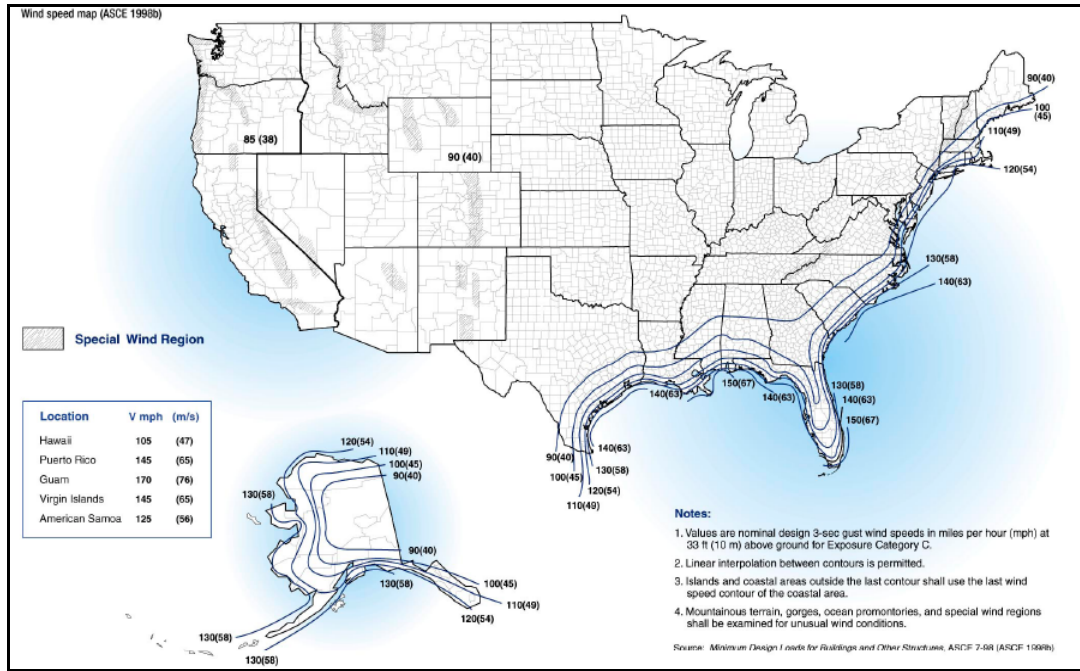 Wind speed map (ASCE 1998b)
90(40)
100
(45)
110(49)
120(54)
85 (38)
90 (40)
130(58)
140(63)
Special Wind Region
140(63)
150(67)
140(63)
130(58)
140(63)
150(67)
Location V mph (m/s)
Hawaii 105 (47)
Puerto Rico 145 (65)
Guam 170 (76)
Virgin Islands 145 (65)
American Samoa 125 (56)
120(54)
110(49)
100(45)
90(40)
130(58)
90(40)
100(45)
110(49)
140(63)
130(58)
120(54)
90(40)
130(58)
100(45)
110(49)
120(54)
130(58)
130(58)
Notes:
1. Values are nominal design 3-sec gust wind speeds in miles per hour (mph) at
33 ft (10 m) above ground for Exposure Category C.
2. Linear interpolation between contours is permitted.
3. Islands and coastal areas outside the last contour shall use the last wind
speed contour of the coastal area.
4. Mountainous terrain, gorges, ocean promontories, and special wind regions
shall be examined for unusual wind conditions.
Source: Minimum Design Loads for Buildings and Other Structures, ASCE 7-98 (ASCE 1998b)